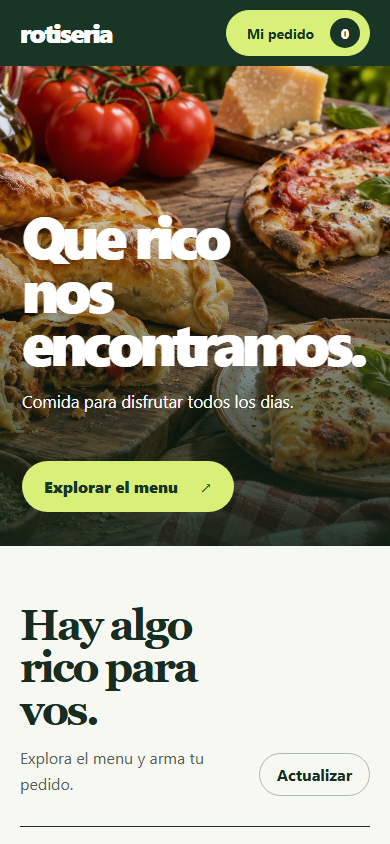 rotiseria
Mi pedido 0
Que rico
nos
encontramos.
Comida para disfrutar todos los dias.
Explorar el menu ↗
Hay algo
rico para
vos.
Explora el menu y arma tu
pedido.
Actualizar